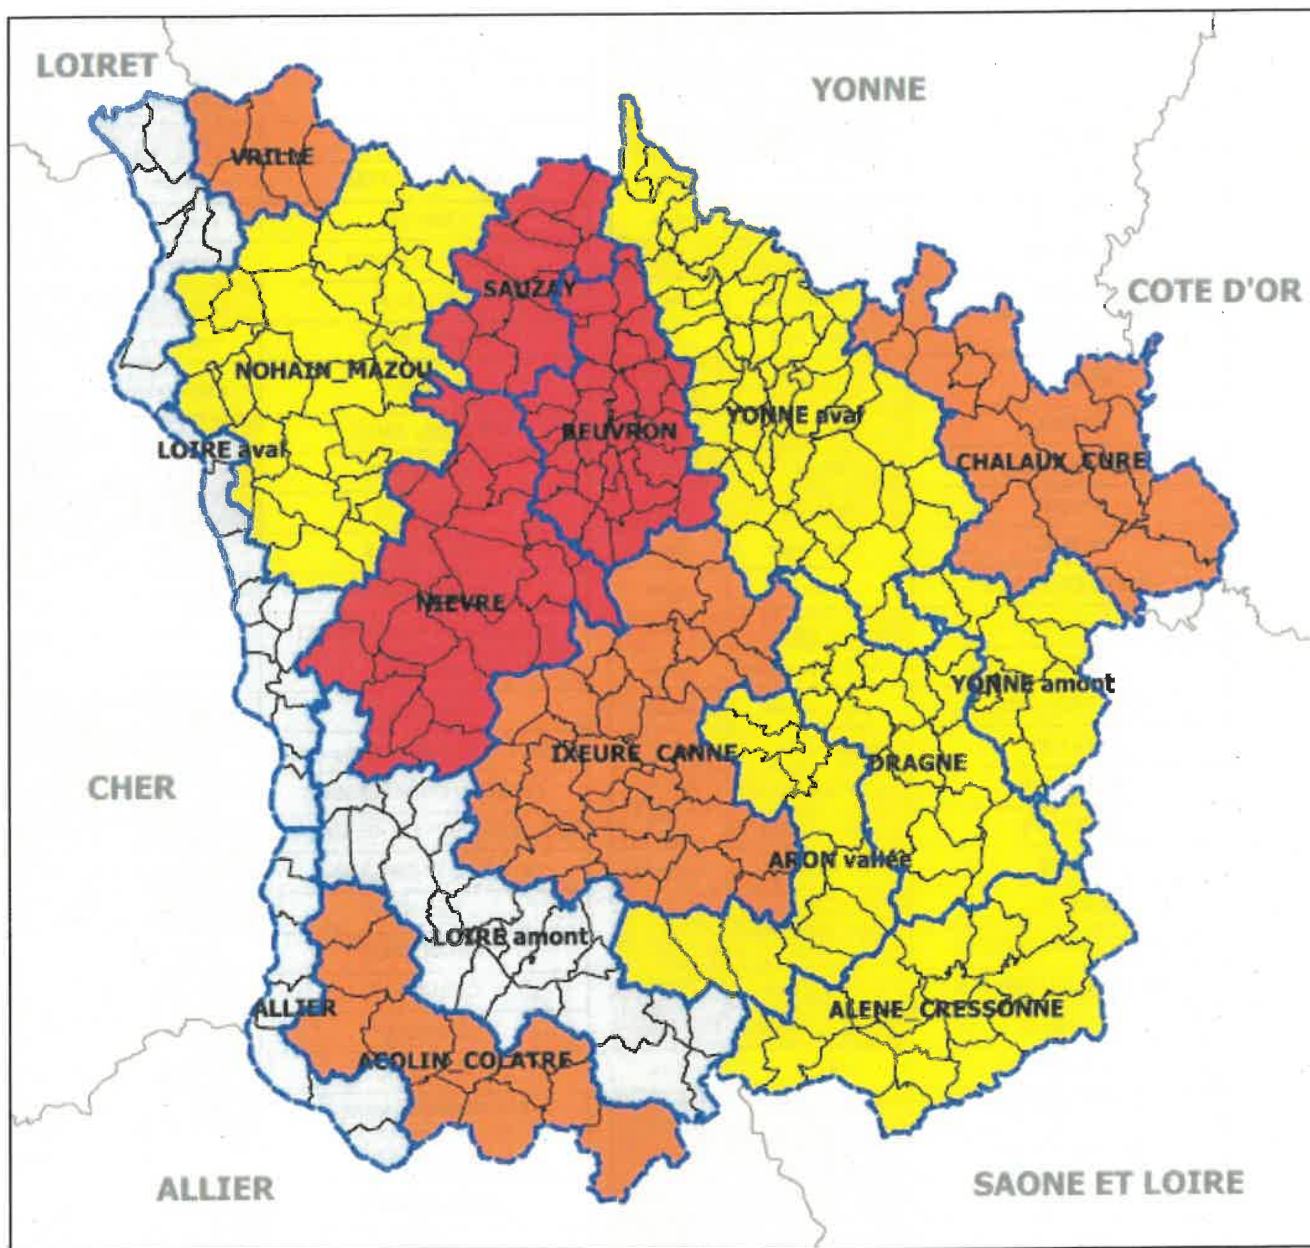 LOIRET
YONNE
VRILLE
SAUZAY
COTE D'OR
NOHAIN_MAZOU
YONNE aval
BEUVRON
LOIRE aval
CHALAUX_CURE
NIEVRE
YONNE amont
IXEURE_CANNE
DRAGNE
CHER
ARON vallée
LOIRE amont
ALLIER
ALENE_CRESSONNE
ACOLIN_COLATRE
ALLIER
SAONE ET LOIRE